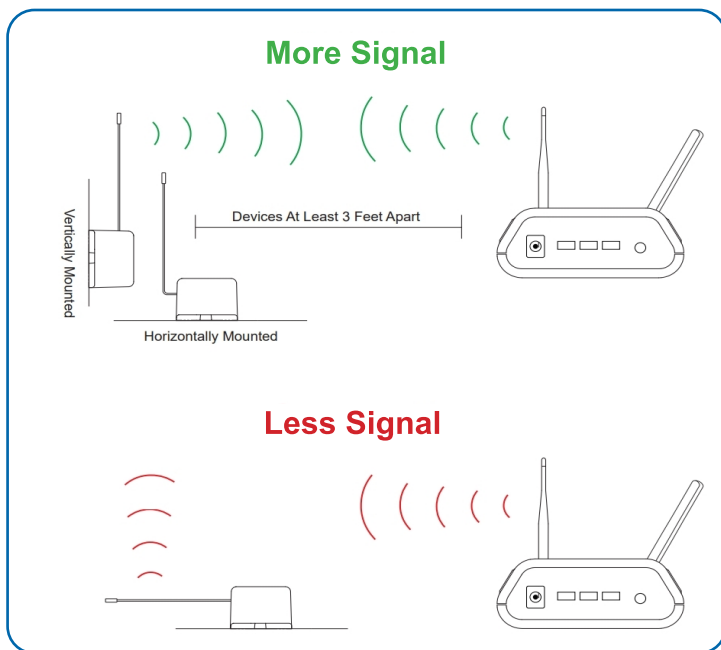 More Signal
Devices At Least 3 Feet Apart
Vertically Mounted
Horizontally Mounted
Less Signal